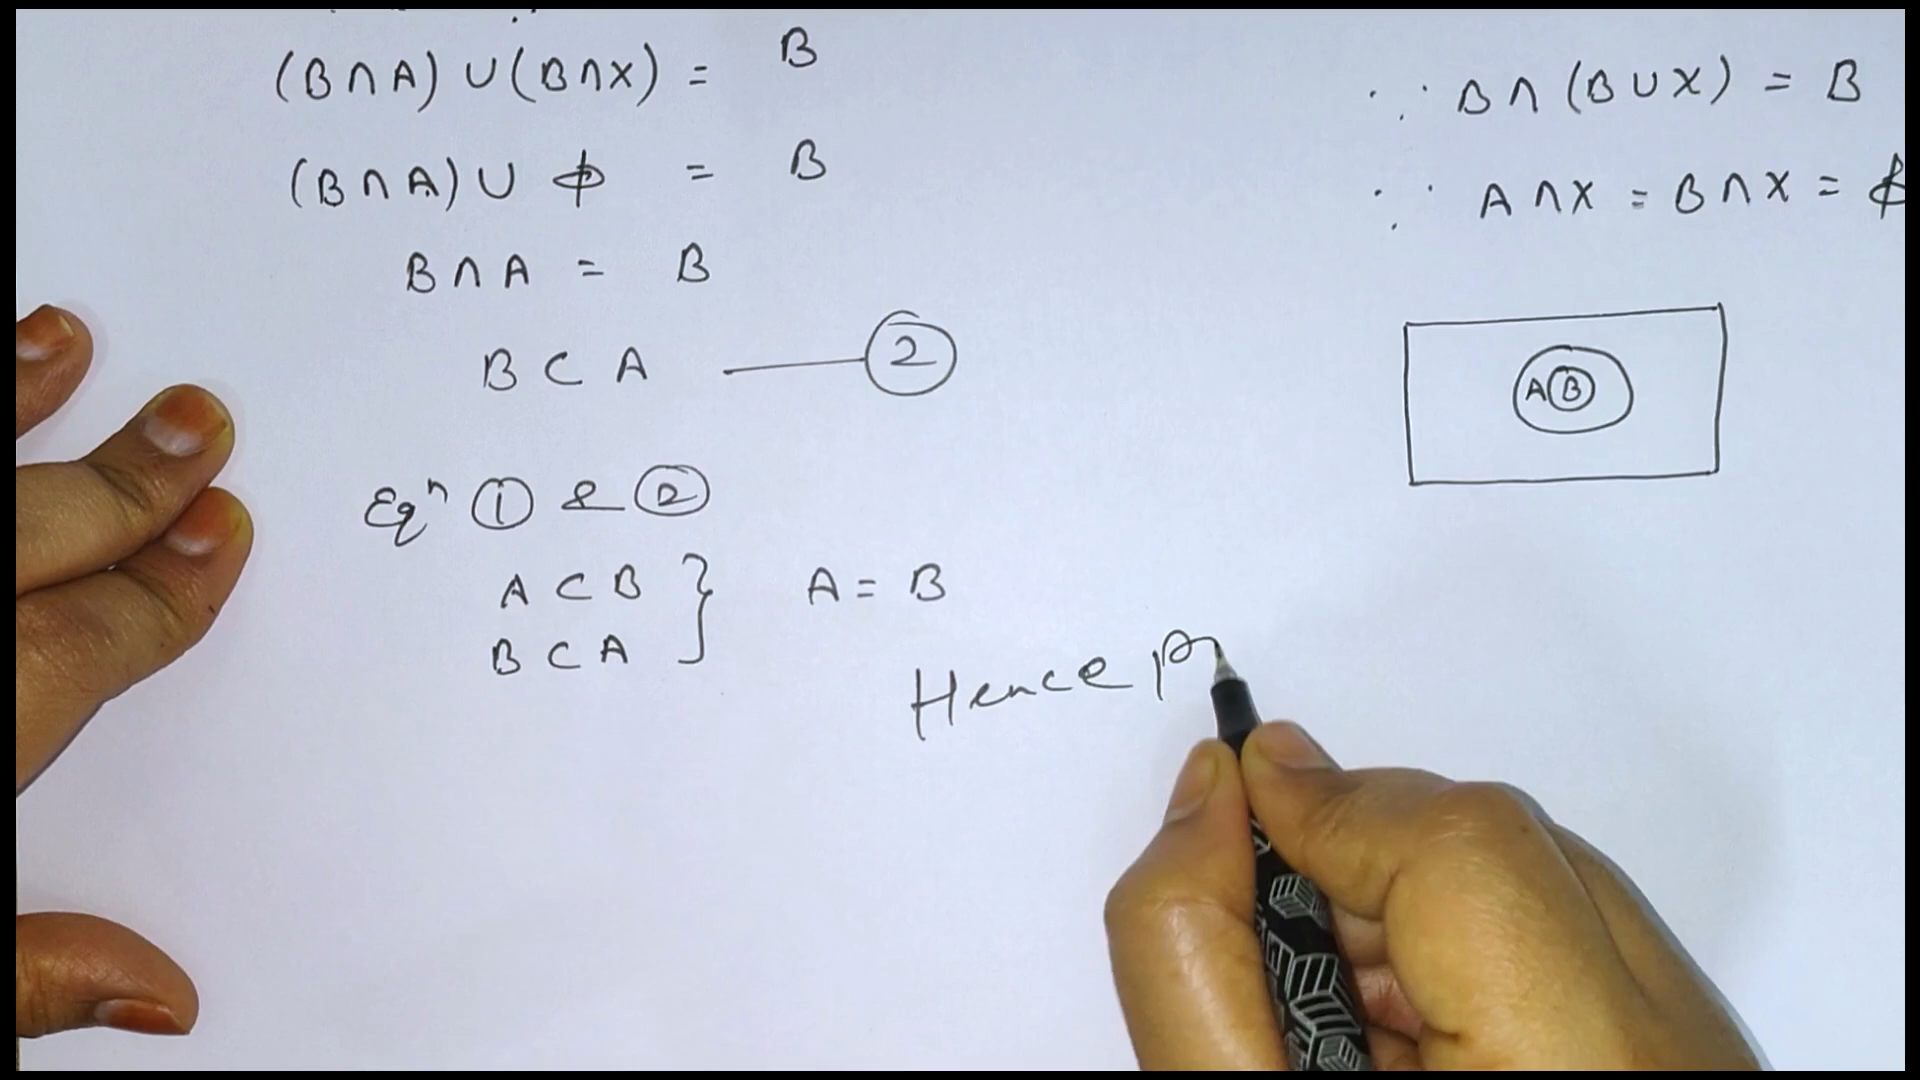 (B∩A) ∪ (B∩X) = B
(B∩A) ∪ ϕ = B
B∩A = B
B ⊂ A —— ②
Eqⁿ ① & ②
A ⊂ B } A = B
B ⊂ A
Hence
∵ B∩(B∪X) = B
∵ A∩X = B∩X = ϕ
A B